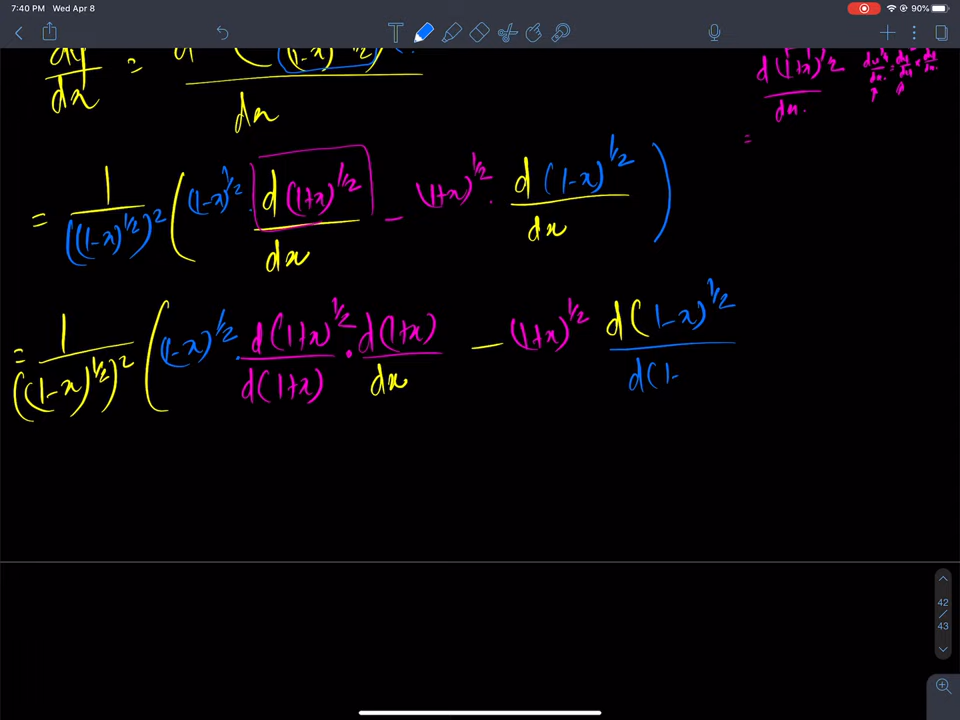 7:40 PM Wed Apr 8
90%
dy/dx = d (1-x)^1/2 / dx
d(1+x)^1/2 / dx
=
= 1/((1-x)^1/2)^2 ( (1-x)^1/2 . d(1+x)^1/2 / dx - (1+x)^1/2 . d(1-x)^1/2 / dx )
= 1/((1-x)^1/2)^2 ( (1-x)^1/2 . d(1+x)^1/2 / d(1+x) . d(1+x) / dx - (1+x)^1/2 d(1-x)^1/2 / d(1-
42
/
43